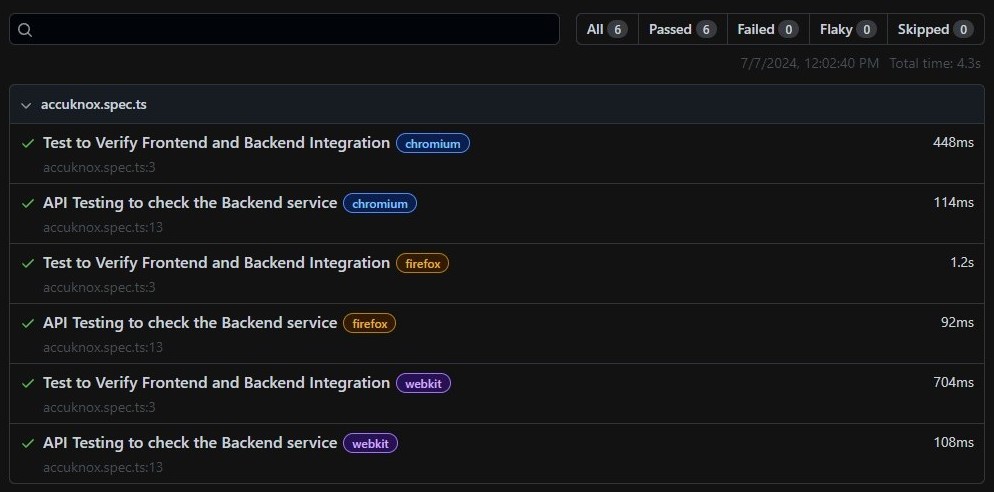 All 6 Passed 6 Failed 0 Flaky 0 Skipped 0
7/7/2024, 12:02:40 PM Total time: 4.3s
accuknox.spec.ts
Test to Verify Frontend and Backend Integration chromium 448ms
accuknox.spec.ts:3
API Testing to check the Backend service chromium 114ms
accuknox.spec.ts:13
Test to Verify Frontend and Backend Integration firefox 1.2s
accuknox.spec.ts:3
API Testing to check the Backend service firefox 92ms
accuknox.spec.ts:13
Test to Verify Frontend and Backend Integration webkit 704ms
accuknox.spec.ts:3
API Testing to check the Backend service webkit 108ms
accuknox.spec.ts:13